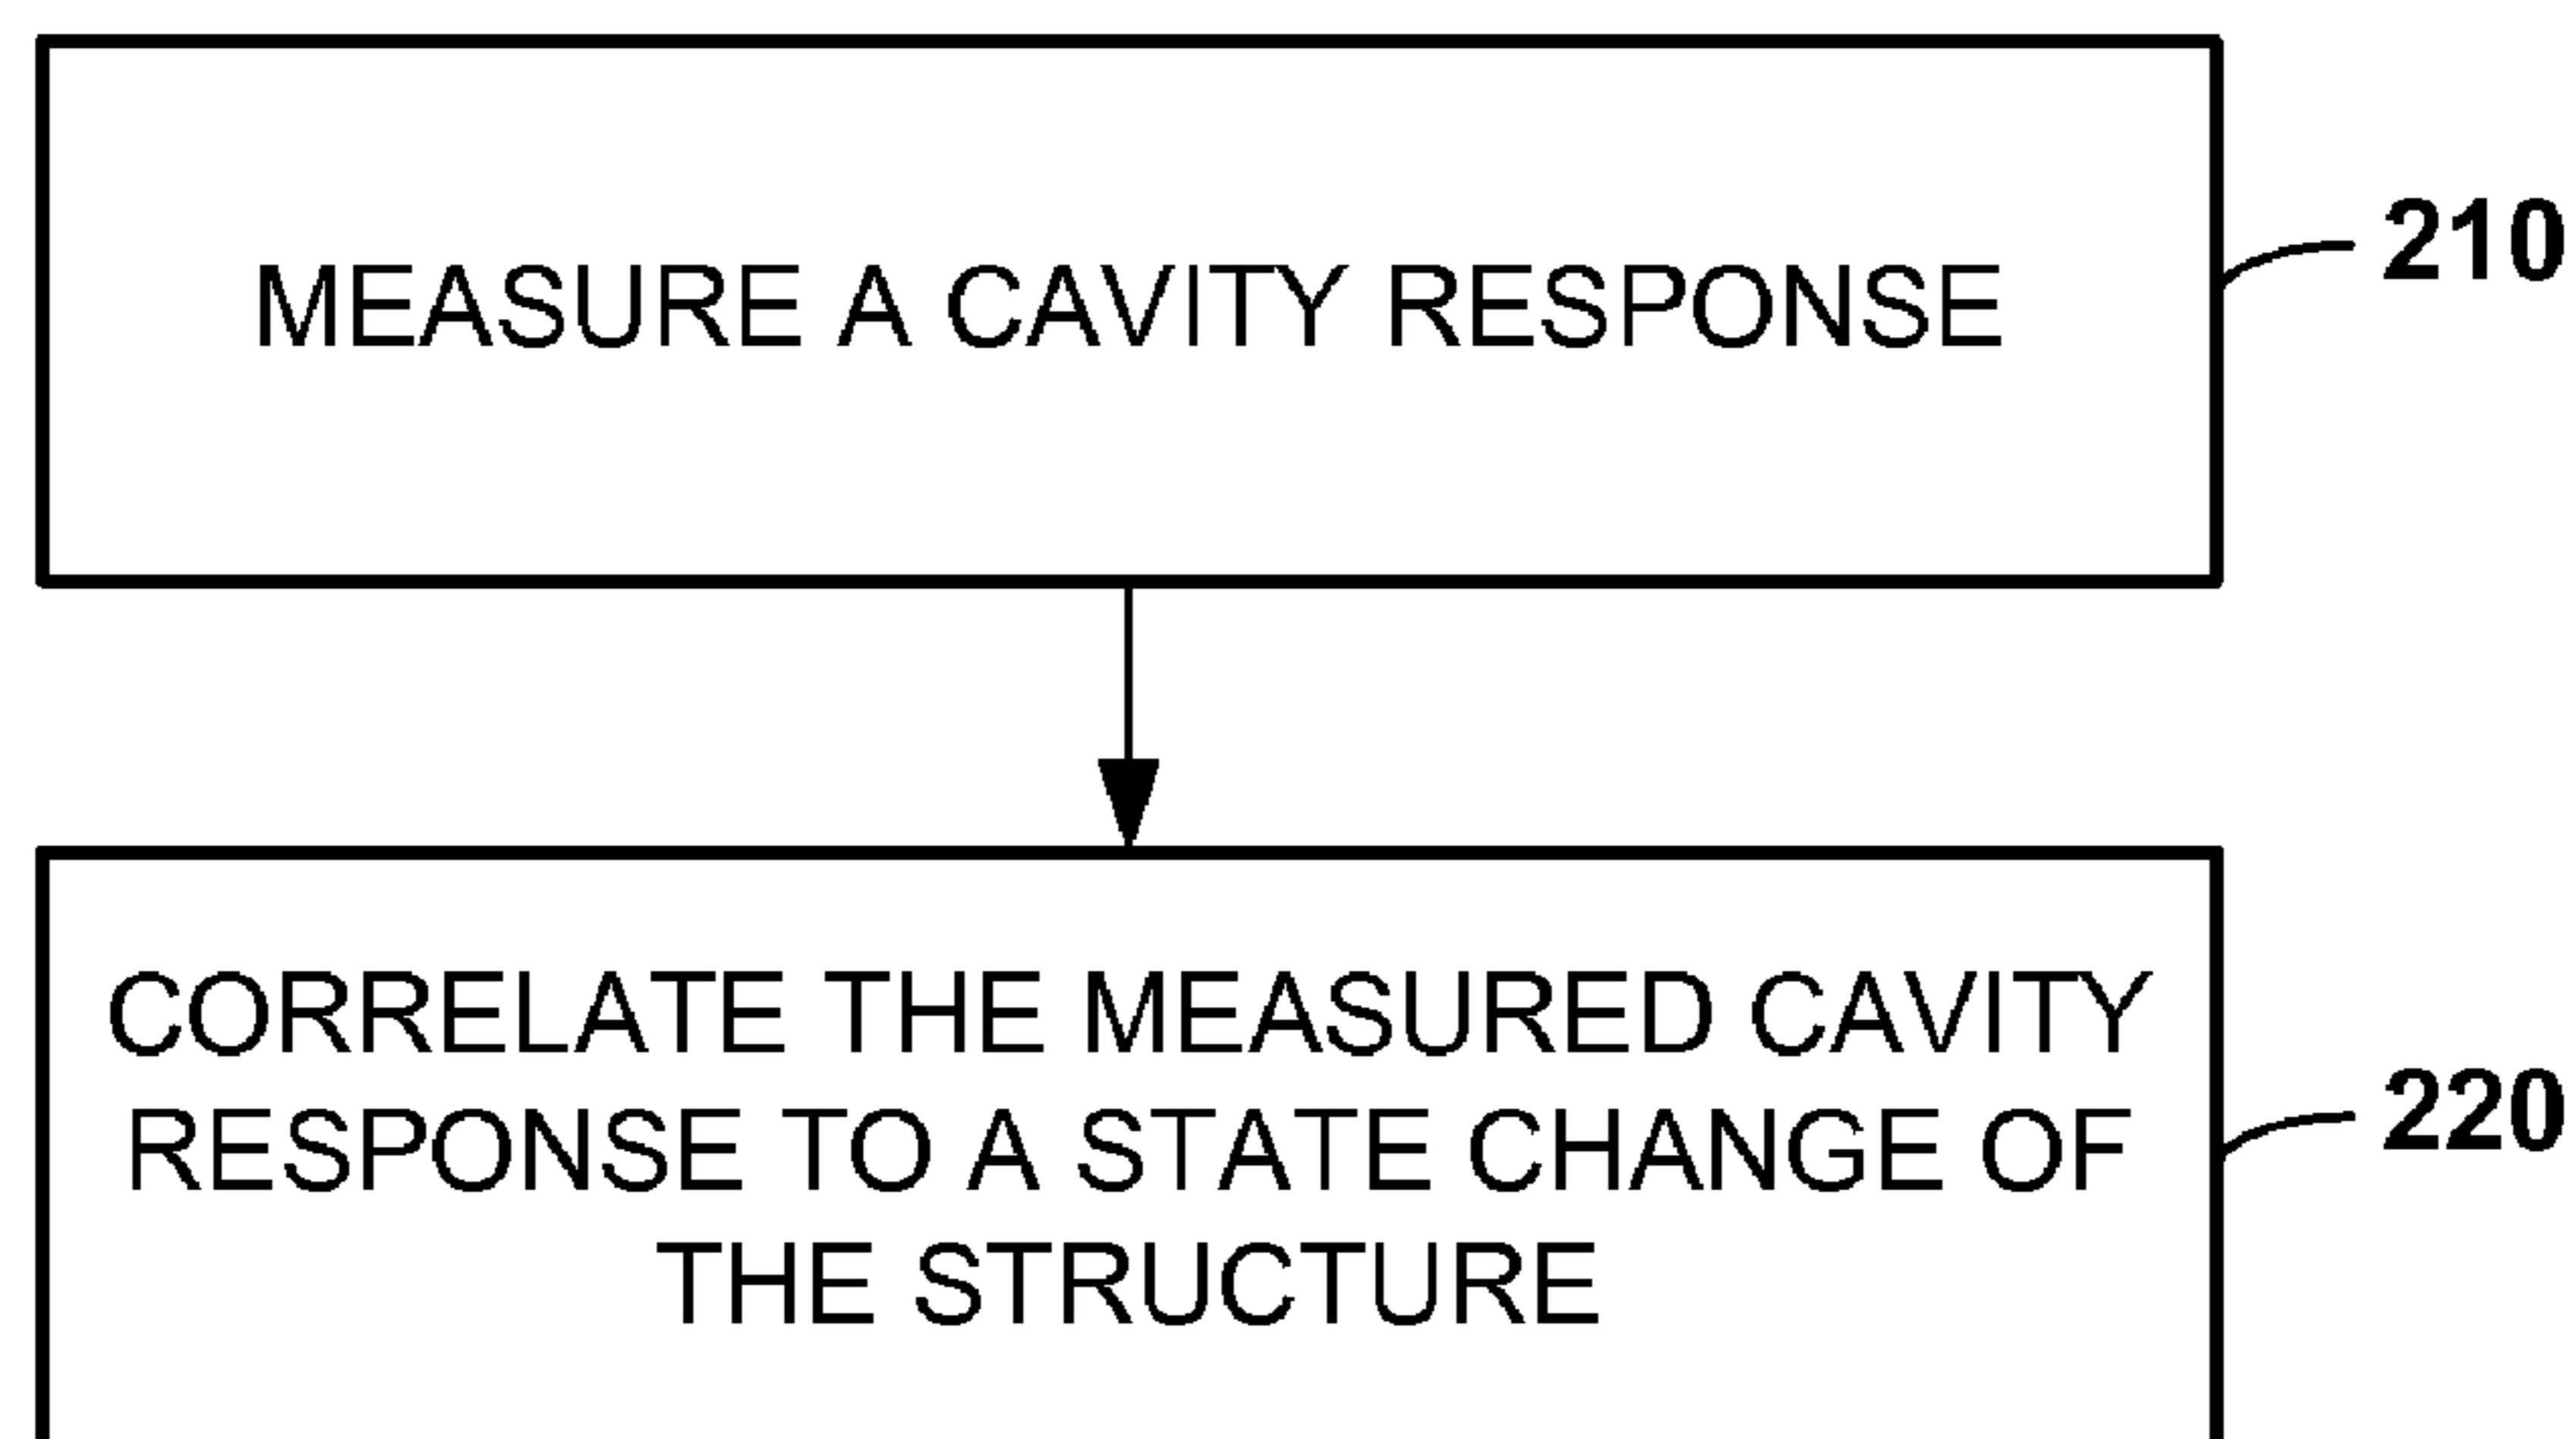 MEASURE A CAVITY RESPONSE
210
CORRELATE THE MEASURED CAVITY
RESPONSE TO A STATE CHANGE OF
THE STRUCTURE
220